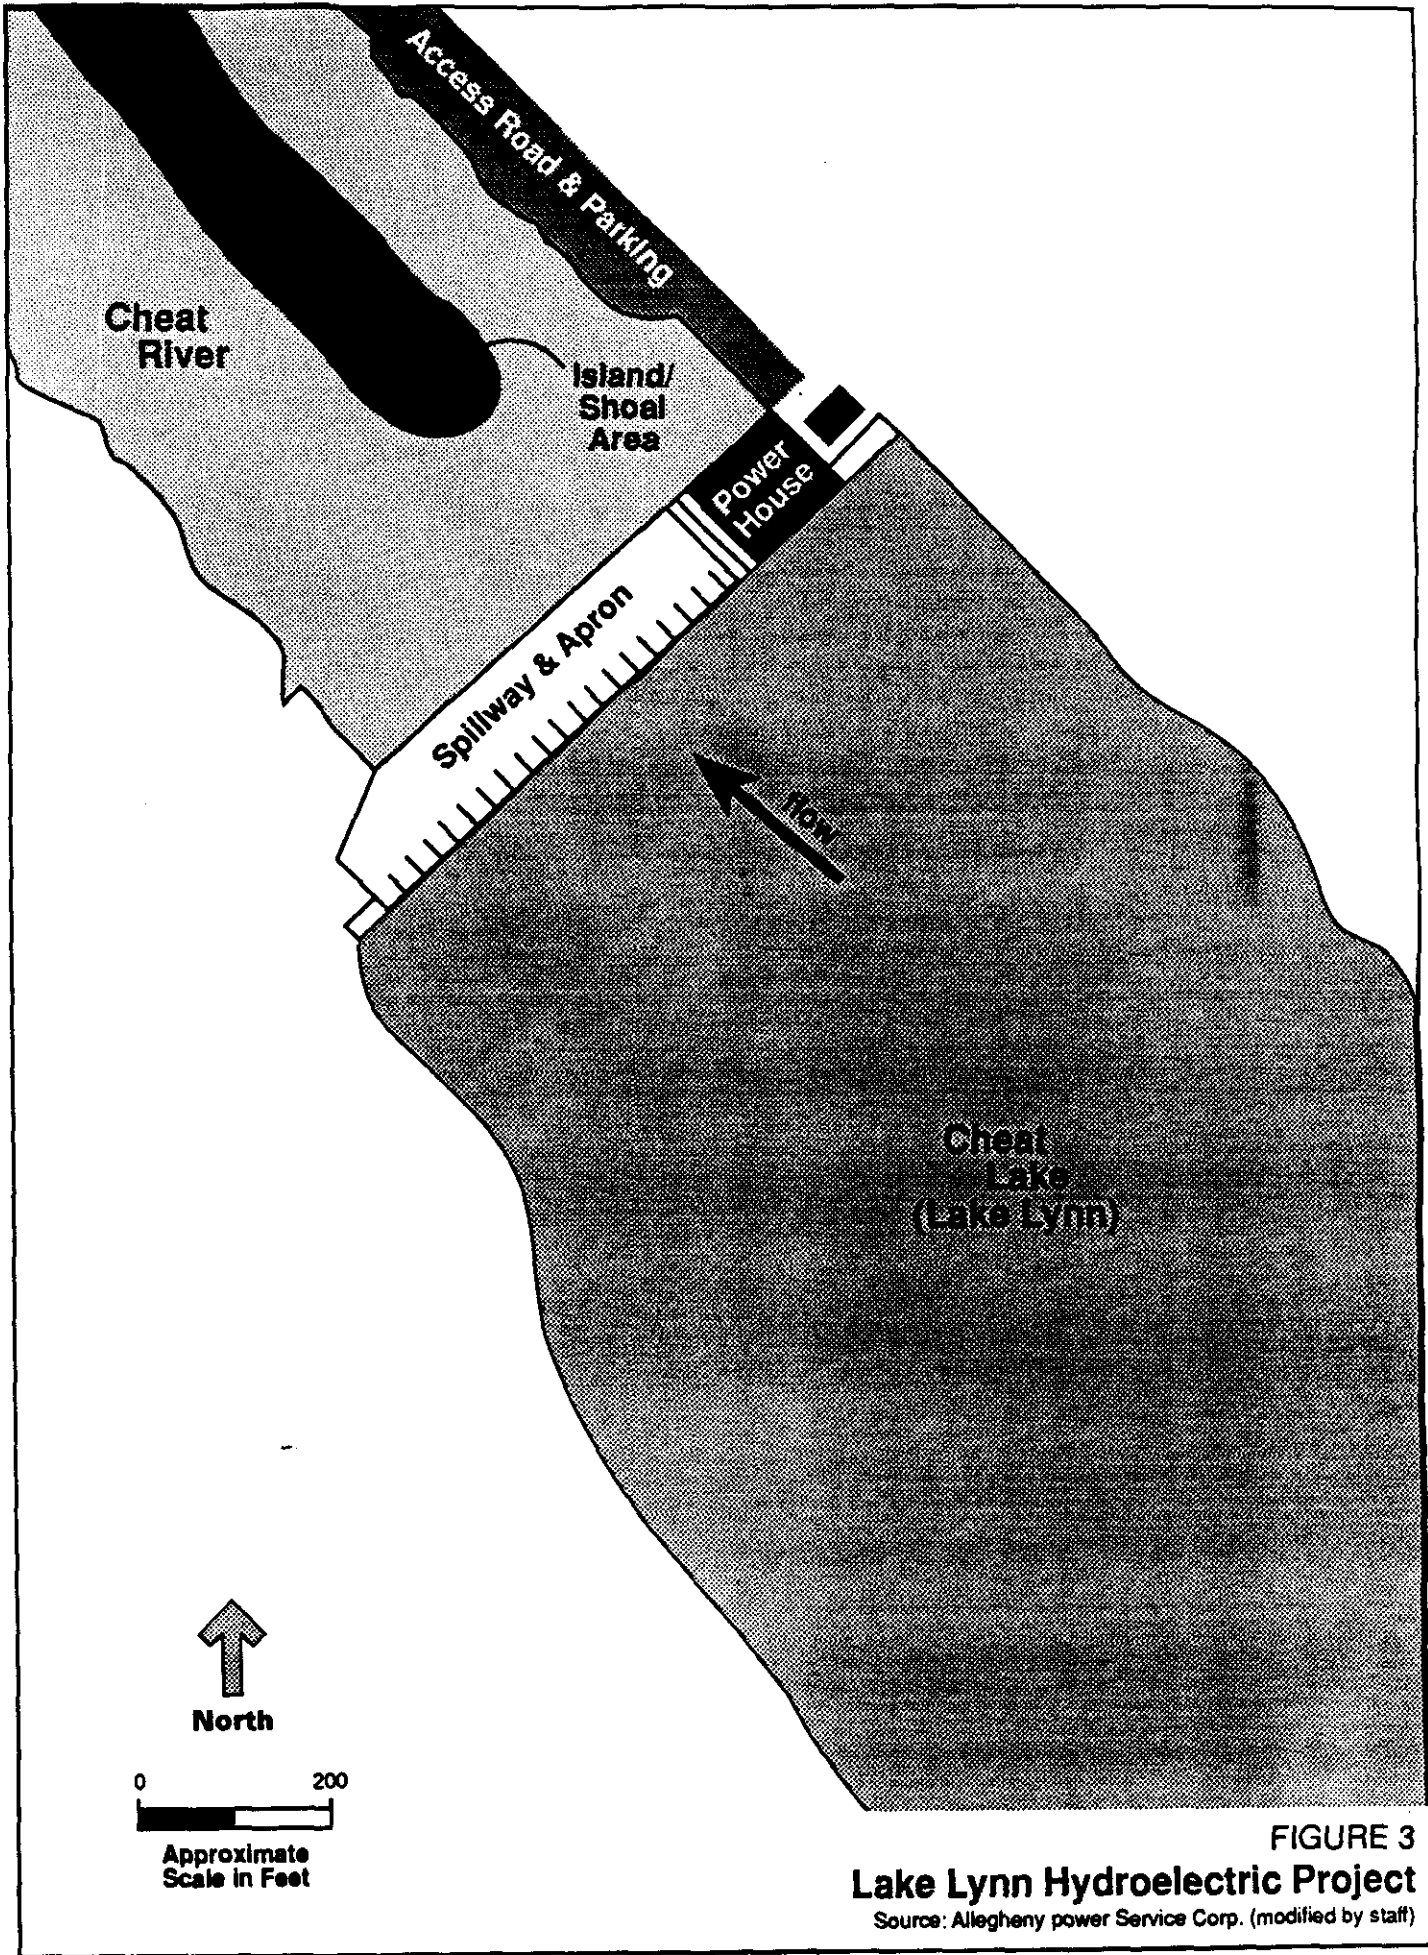 Access Road & Parking
Cheat
River
Island/
Shoal
Area
Power
House
Spillway & Apron
flow
Cheat
Lake
(Lake Lynn)
North
0 200
Approximate
Scale in Feet
FIGURE 3
Lake Lynn Hydroelectric Project
Source: Allegheny power Service Corp. (modified by staff)